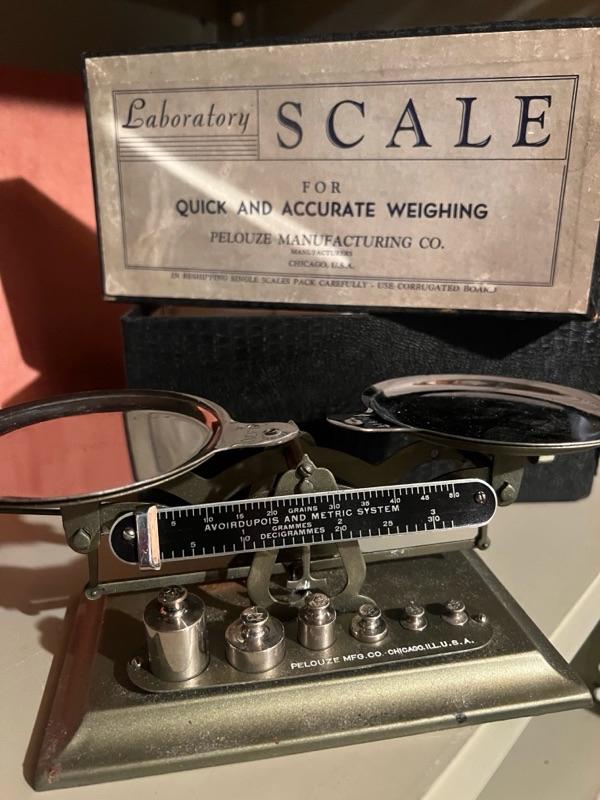 Laboratory SCALE
FOR
QUICK AND ACCURATE WEIGHING
PELOUZE MANUFACTURING CO.
MANUFACTURERS
CHICAGO, U.S.A.
IN RESHIPPING SINGLE SCALES PACK CAREFULLY - USE CORRUGATED BOARD
5 10 15 20 GRAINS 30 35 40 45 50
AVOIRDUPOIS AND METRIC SYSTEM
1 GRAMMES 2 3
5 10 DECIGRAMMES 20 25 30
PELOUZE MFG. CO. CHICAGO, ILL. U.S.A.